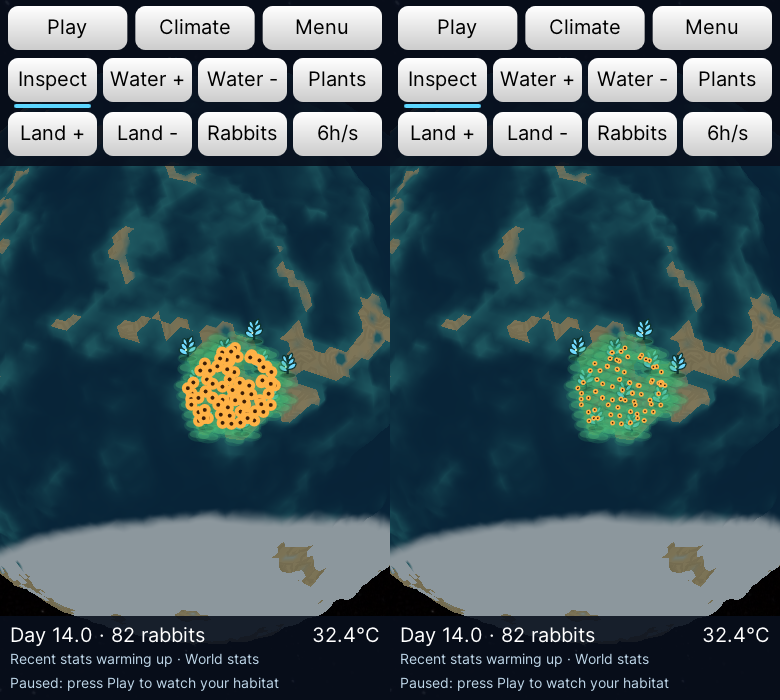 Play Climate Menu Play Climate Menu
Inspect Water + Water - Plants Inspect Water + Water - Plants
Land + Land - Rabbits 6h/s Land + Land - Rabbits 6h/s
Day 14.0 · 82 rabbits 32.4°C Day 14.0 · 82 rabbits 32.4°C
Recent stats warming up · World stats Recent stats warming up · World stats
Paused: press Play to watch your habitat Paused: press Play to watch your habitat